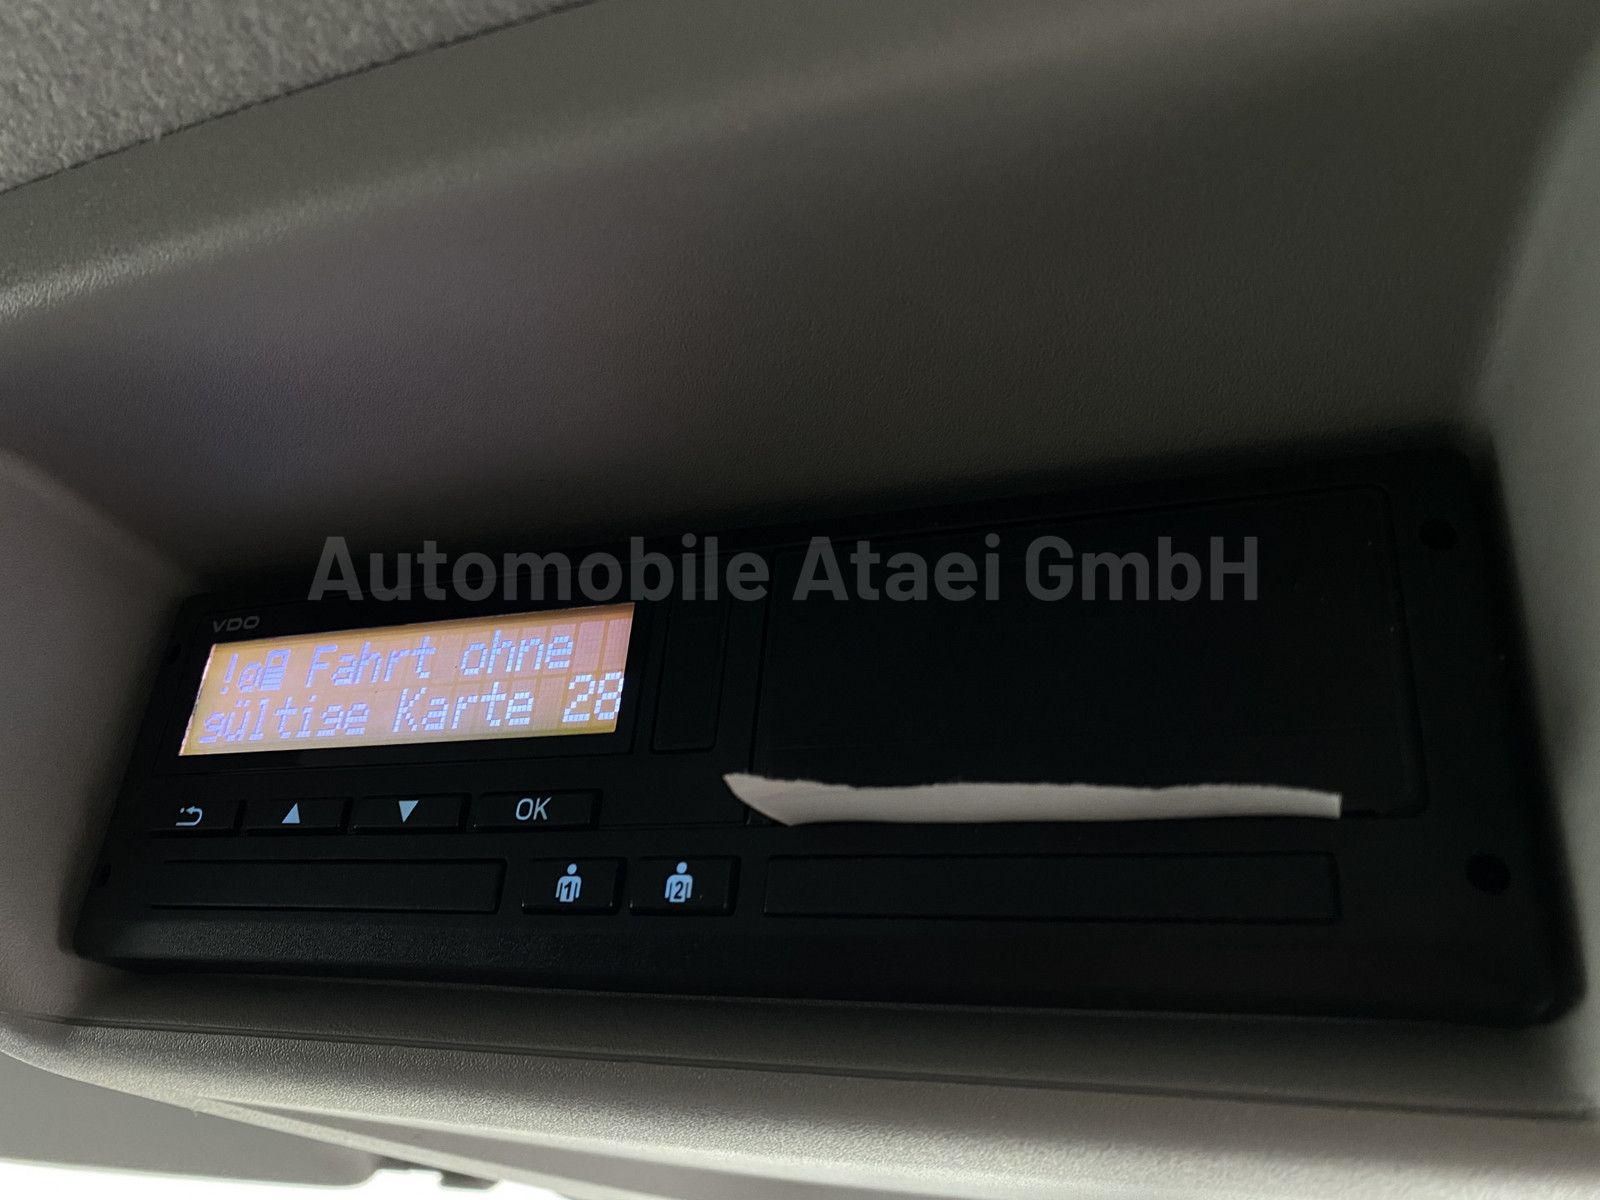 Automobile Ataei GmbH
VDO
! Fahrt ohne
gültige Karte 28
OK
1 2